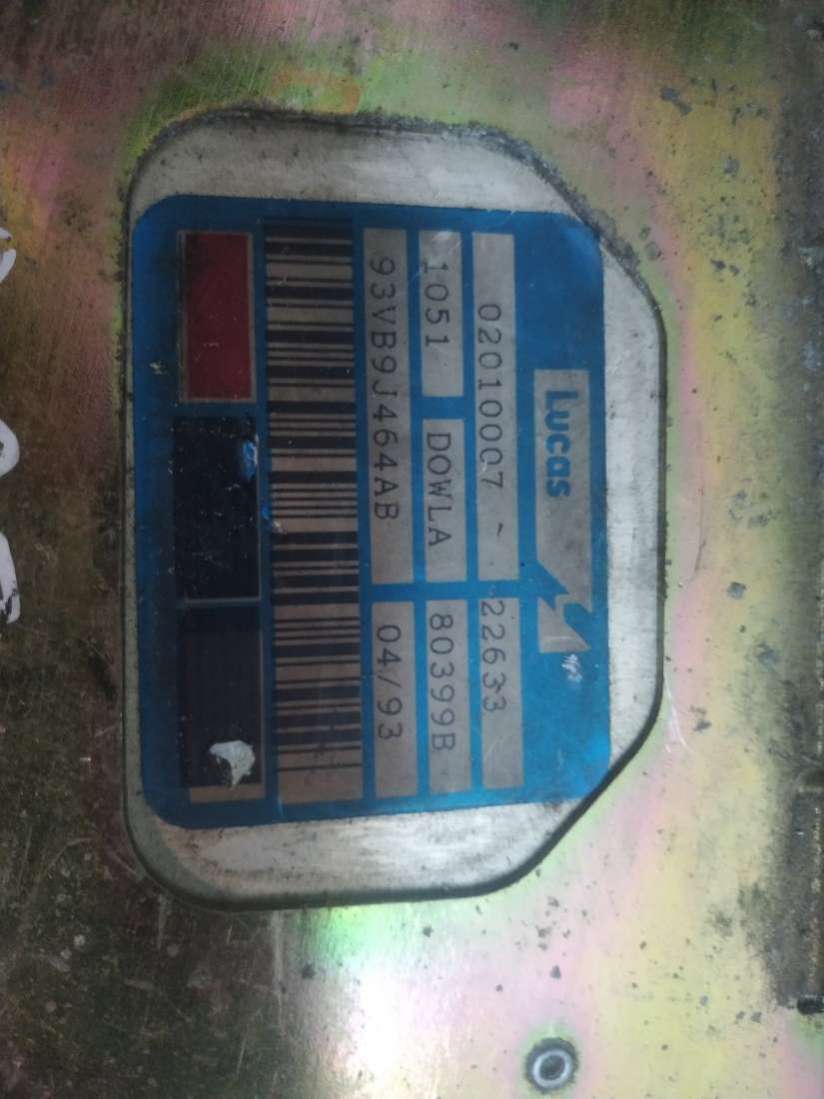 Lucas
02010007 - 22633
1051 DOWLA 80399B
93VB9J464AB 04/93